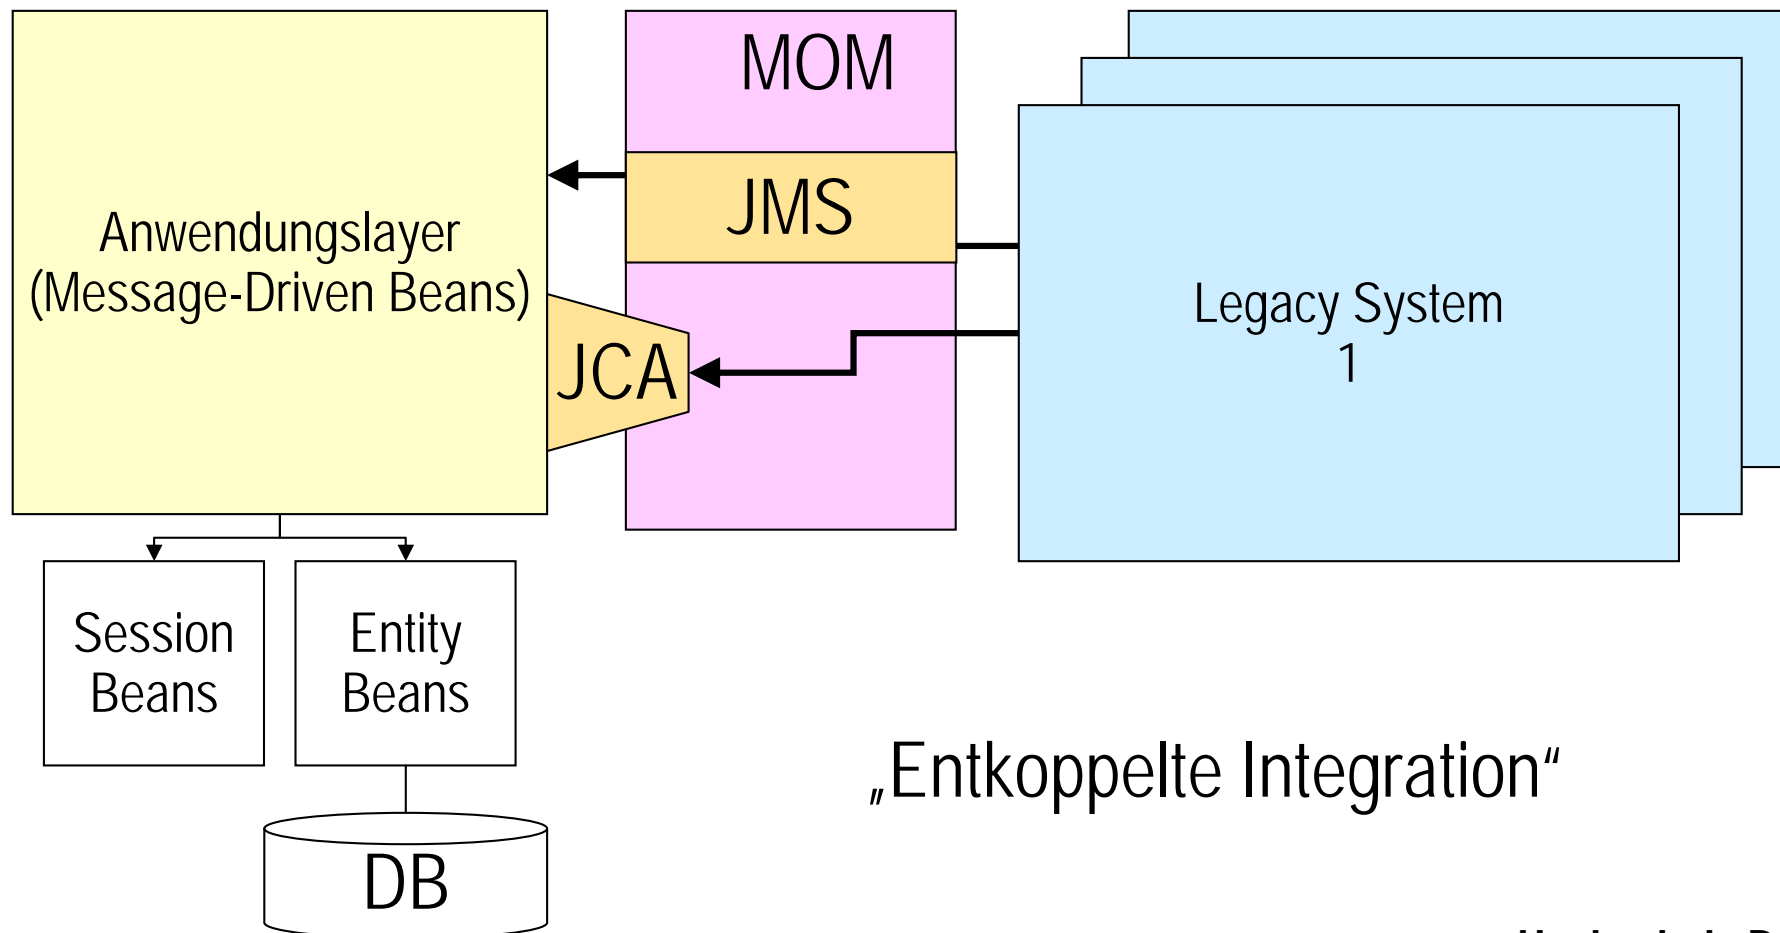 MOM
JMS
Anwendungslayer
(Message-Driven Beans)
JCA
Legacy System
1
Session
Beans
Entity
Beans
DB
„Entkoppelte Integration“